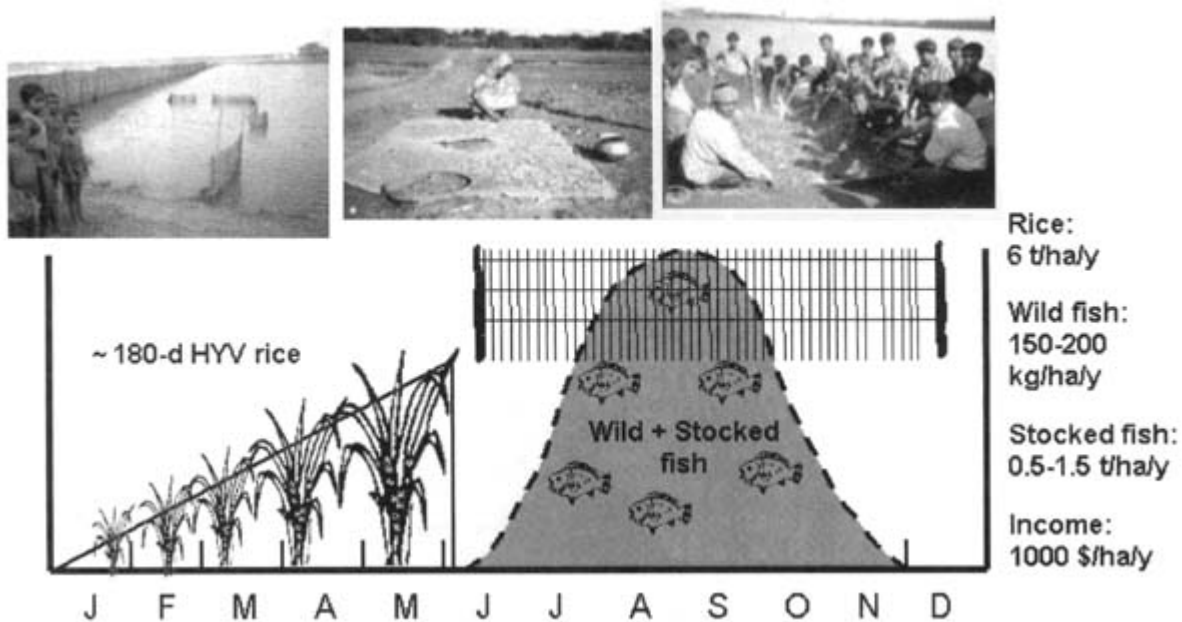 Rice:
6 t/ha/y
Wild fish:
150-200
kg/ha/y
Stocked fish:
0.5-1.5 t/ha/y
Income:
1000 $/ha/y
~ 180-d HYV rice
Wild + Stocked
fish
J F M A M J J A S O N D